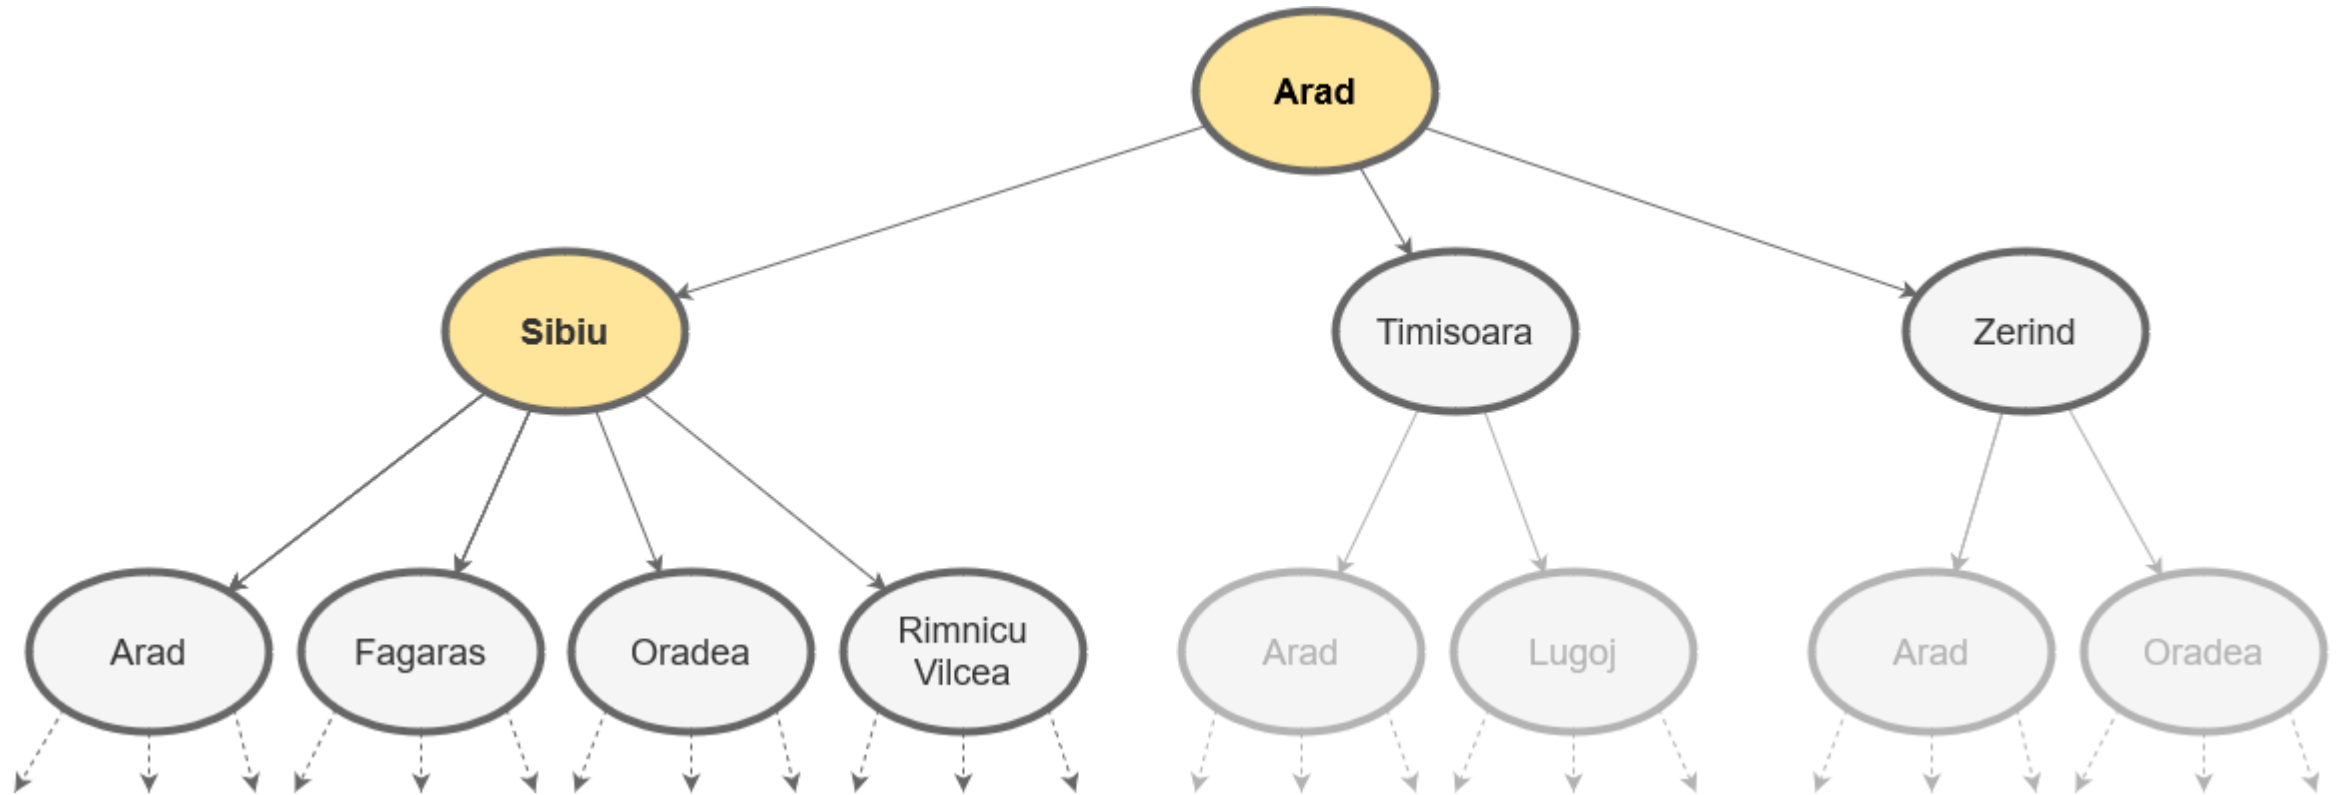 Arad
Sibiu
Timisoara
Zerind
Arad
Fagaras
Oradea
Rimnicu
Vilcea
Arad
Lugoj
Arad
Oradea